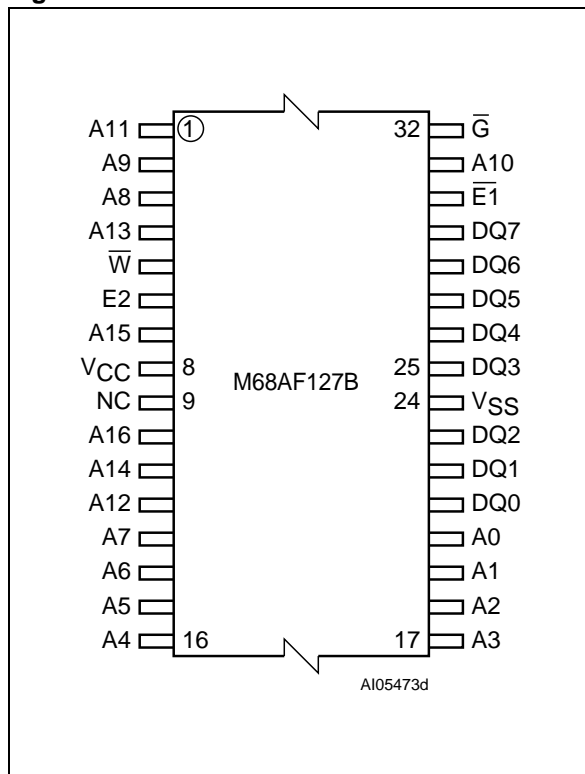 A11 1 32 G̅
A9 A10
A8 E̅1̅
A13 DQ7
W̅ DQ6
E2 DQ5
A15 DQ4
VCC 8 25 DQ3
M68AF127B
NC 9 24 VSS
A16 DQ2
A14 DQ1
A12 DQ0
A7 A0
A6 A1
A5 A2
A4 16 17 A3
AI05473d